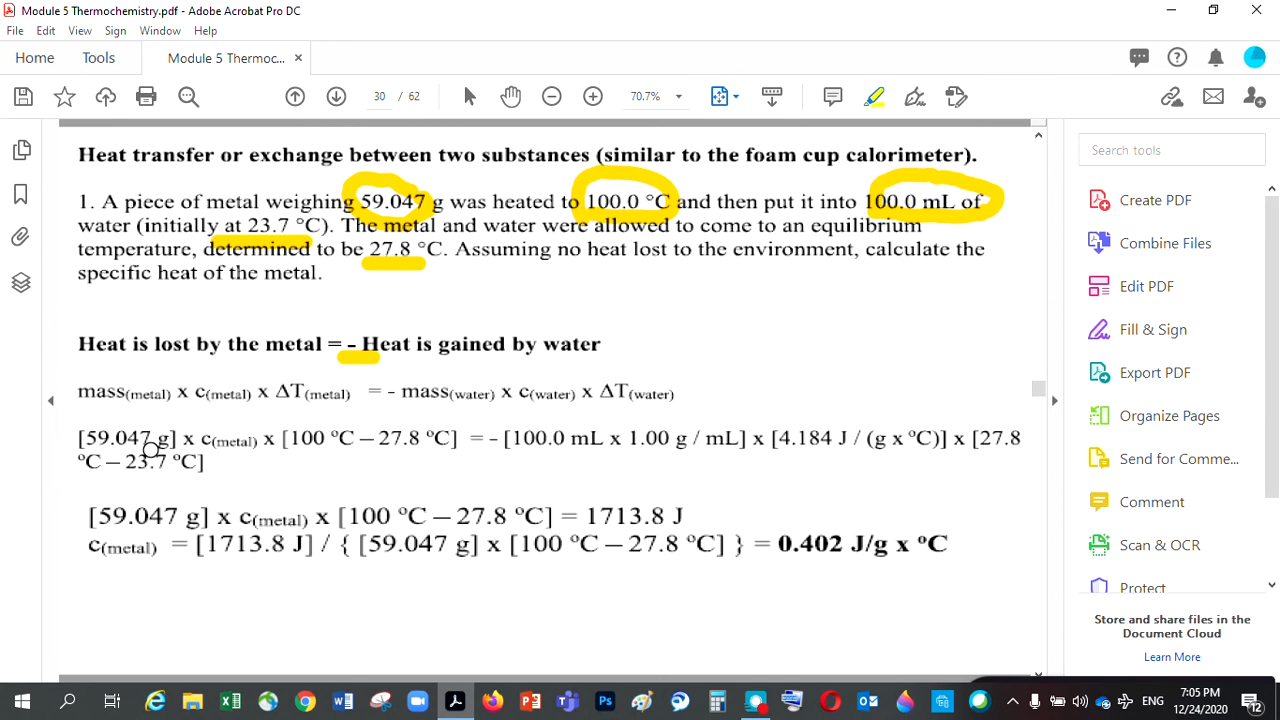 Module 5 Thermochemistry.pdf - Adobe Acrobat Pro DC
File Edit View Sign Window Help
Home Tools Module 5 Thermoc... ×
30 / 62 70.7%
Heat transfer or exchange between two substances (similar to the foam cup calorimeter).
1. A piece of metal weighing 59.047 g was heated to 100.0 °C and then put it into 100.0 mL of
water (initially at 23.7 °C). The metal and water were allowed to come to an equilibrium
temperature, determined to be 27.8 °C. Assuming no heat lost to the environment, calculate the
specific heat of the metal.
Heat is lost by the metal = - Heat is gained by water
mass(metal) x c(metal) x ΔT(metal) = - mass(water) x c(water) x ΔT(water)
[59.047 g] x c(metal) x [100 °C – 27.8 °C] = - [100.0 mL x 1.00 g / mL] x [4.184 J / (g x °C)] x [27.8
°C – 23.7 °C]
[59.047 g] x c(metal) x [100 °C – 27.8 °C] = 1713.8 J
c(metal) = [1713.8 J] / { [59.047 g] x [100 °C – 27.8 °C] } = 0.402 J/g x °C
Search tools
Create PDF
Combine Files
Edit PDF
Fill & Sign
Export PDF
Organize Pages
Send for Comme...
Comment
Scan & OCR
Protect
Store and share files in the
Document Cloud
Learn More
ENG
7:05 PM
12/24/2020
12